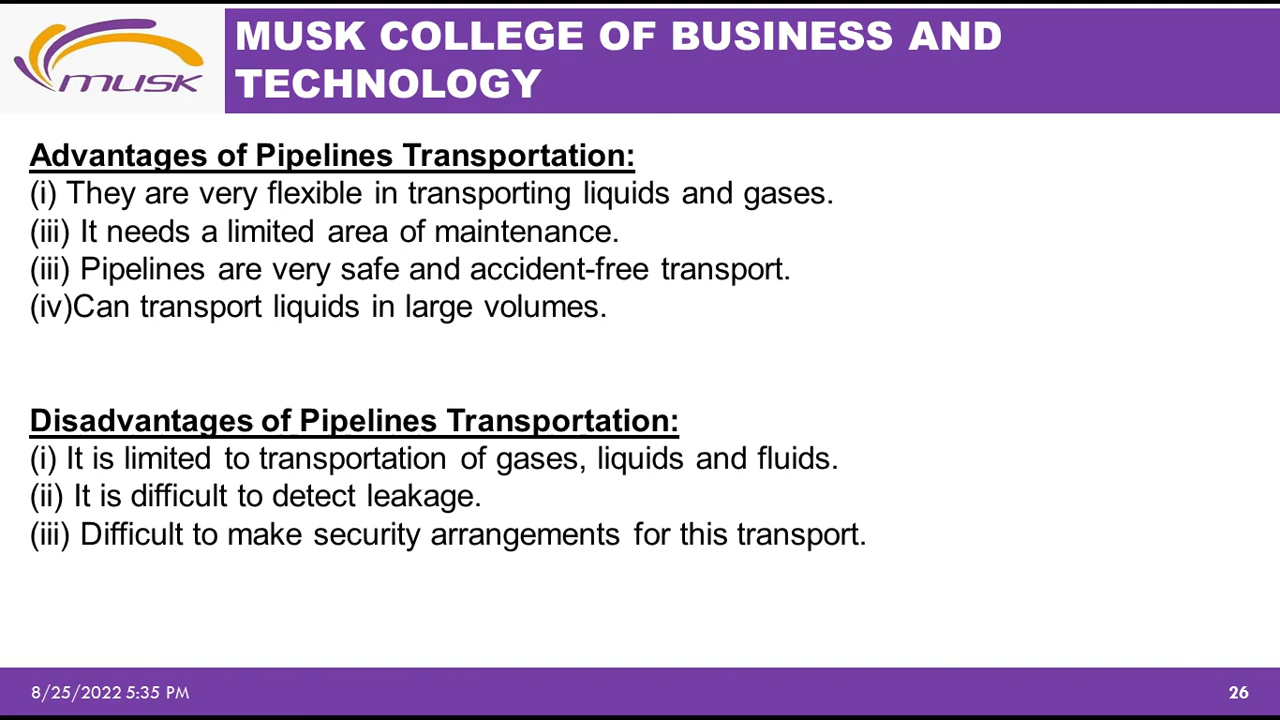 musk
MUSK COLLEGE OF BUSINESS AND
TECHNOLOGY
Advantages of Pipelines Transportation:
(i) They are very flexible in transporting liquids and gases.
(iii) It needs a limited area of maintenance.
(iii) Pipelines are very safe and accident-free transport.
(iv)Can transport liquids in large volumes.
Disadvantages of Pipelines Transportation:
(i) It is limited to transportation of gases, liquids and fluids.
(ii) It is difficult to detect leakage.
(iii) Difficult to make security arrangements for this transport.
8/25/2022 5:35 PM
26